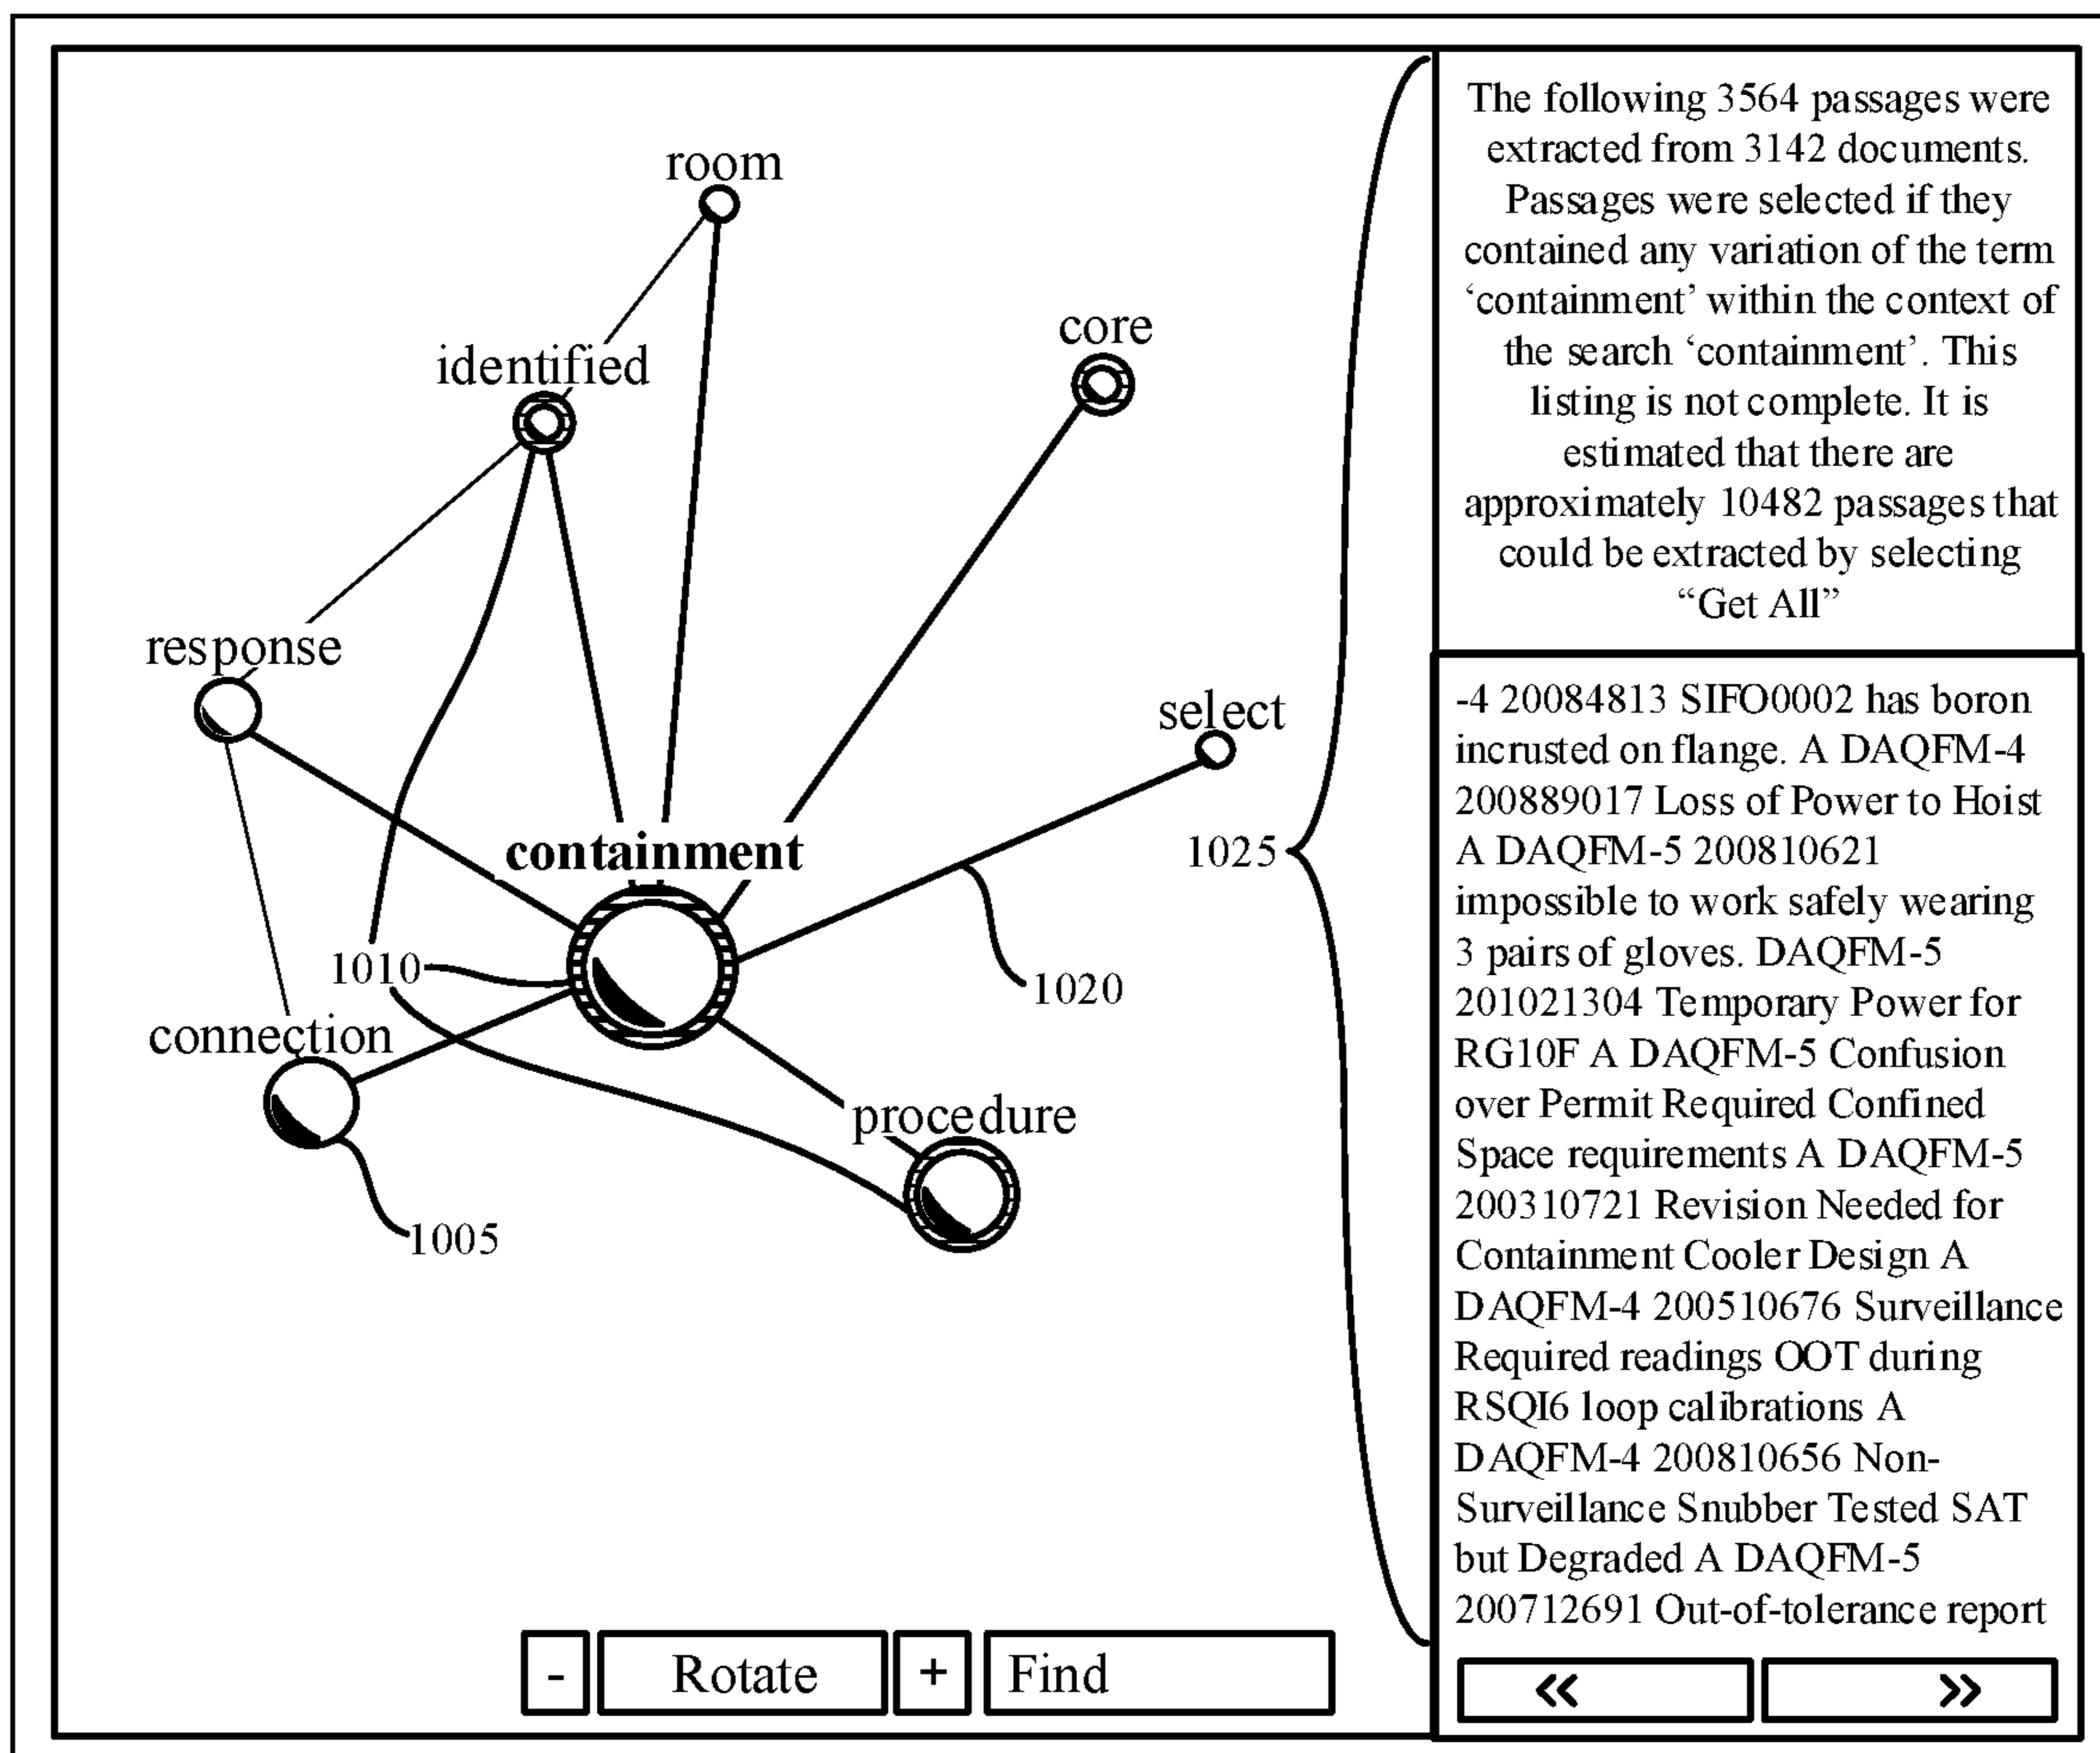 room
core
identified
response
select
containment
1025
1010
1020
connection
procedure
1005
-
Rotate
+
Find
The following 3564 passages were
extracted from 3142 documents.
Passages were selected if they
contained any variation of the term
‘containment’ within the context of
the search ‘containment’. This
listing is not complete. It is
estimated that there are
approximately 10482 passages that
could be extracted by selecting
“Get All”
-4 20084813 SIFO0002 has boron
incrusted on flange. A DAQFM-4
200889017 Loss of Power to Hoist
A DAQFM-5 200810621
impossible to work safely wearing
3 pairs of gloves. DAQFM-5
201021304 Temporary Power for
RG10F A DAQFM-5 Confusion
over Permit Required Confined
Space requirements A DAQFM-5
200310721 Revision Needed for
Containment Cooler Design A
DAQFM-4 200510676 Surveillance
Required readings OOT during
RSQI6 loop calibrations A
DAQFM-4 200810656 Non-
Surveillance Snubber Tested SAT
but Degraded A DAQFM-5
200712691 Out-of-tolerance report
« »